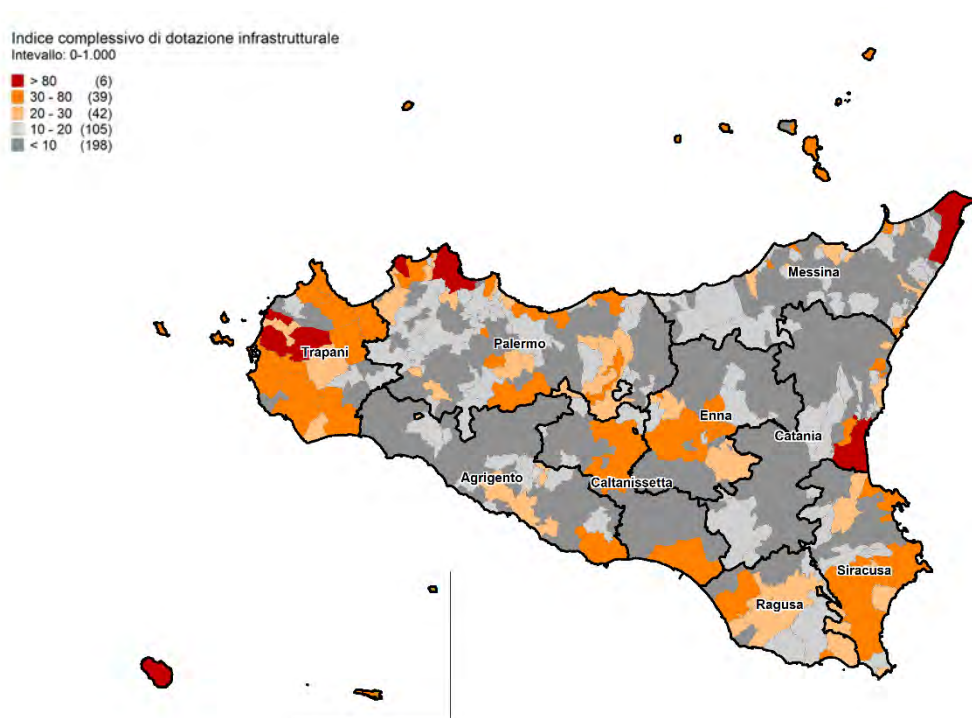 Indice complessivo di dotazione infrastrutturale
Intevallo: 0-1.000
> 80 (6)
30 - 80 (39)
20 - 30 (42)
10 - 20 (105)
< 10 (198)
Messina
Palermo
Trapani
Enna
Catania
Agrigento
Caltanissetta
Siracusa
Ragusa